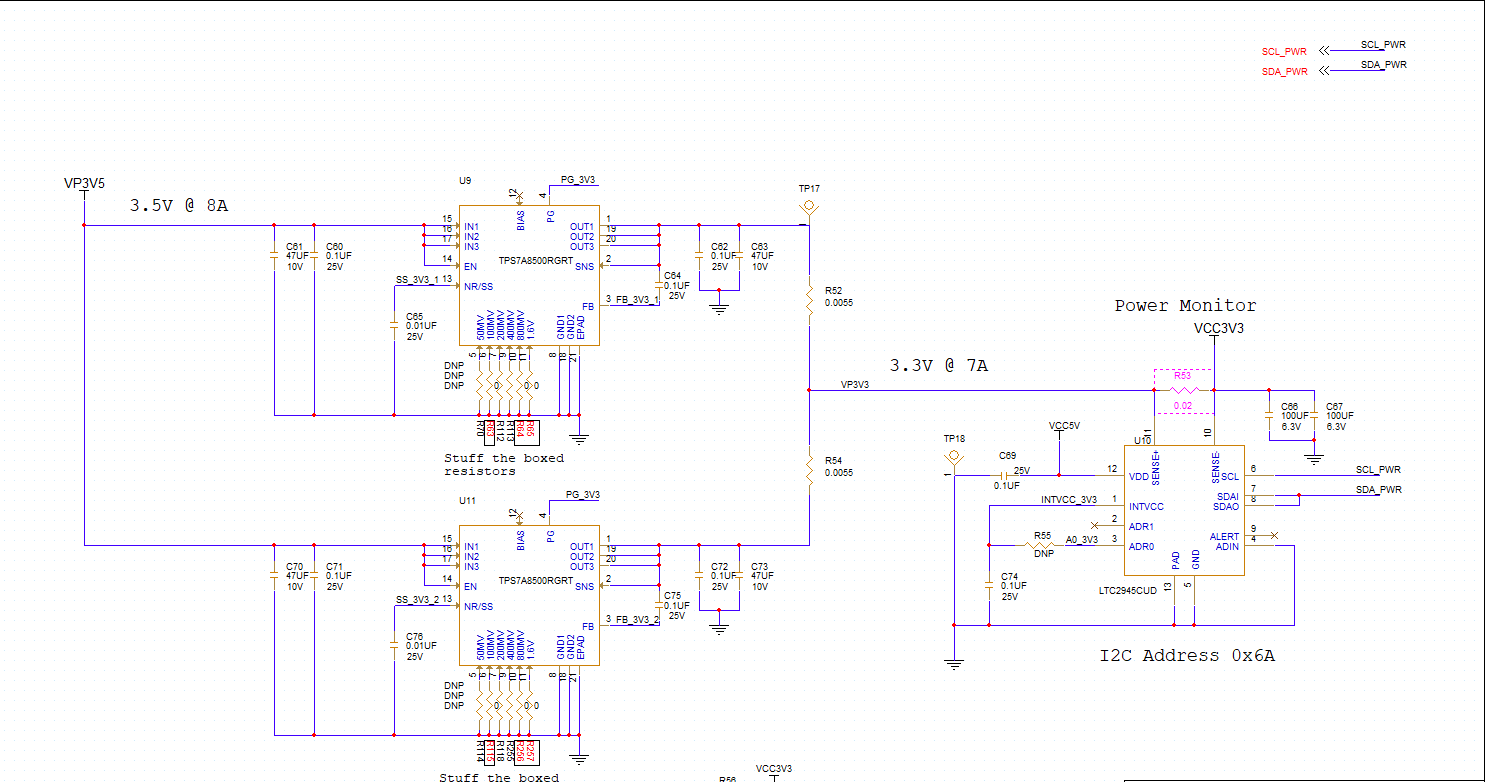 SCL_PWR SCL_PWR
SDA_PWR SDA_PWR
VP3V5
3.5V @ 8A
U9
PG_3V3
12
4
BIAS
PG
15 IN1
16 IN2
17 IN3
14 EN
SS_3V3_1 13 NR/SS
TPS7A8500RGRT
OUT1 1
OUT2 19
OUT3 20
SNS 2
FB 3 FB_3V3_1
50MV
100MV
200MV
400MV
800MV
1.6V
GND1
GND2
EPAD
5
6
7
9
10
11
8
18
21
C61
47UF
10V
C60
0.1UF
25V
C65
0.01UF
25V
C62
0.1UF
25V
C63
47UF
10V
C64
0.1UF
25V
DNP
DNP
DNP
0
0 0
R70
R63
R112
R113
R64
R65
Stuff the boxed
resistors
TP17
1
R52
0.0055
3.3V @ 7A
VP3V3
R54
0.0055
Power Monitor
VCC3V3
R53
0.02
C66
100UF
6.3V
C67
100UF
6.3V
U10
11
10
SENSE+
SENSE-
VCC5V
TP18
1
C69
25V
0.1UF
12 VDD
INTVCC_3V3 1 INTVCC
2 ADR1
R55
DNP
A0_3V3 3 ADR0
SCL 6 SCL_PWR
SDAI 7 SDA_PWR
SDAO 8
ALERT 9
ADIN 4
PAD
GND
13
5
LTC2945CUD
C74
0.1UF
25V
I2C Address 0x6A
U11
PG_3V3
12
4
BIAS
PG
15 IN1
16 IN2
17 IN3
14 EN
SS_3V3_2 13 NR/SS
TPS7A8500RGRT
OUT1 1
OUT2 19
OUT3 20
SNS 2
FB 3 FB_3V3_2
50MV
100MV
200MV
400MV
800MV
1.6V
GND1
GND2
EPAD
5
6
7
9
10
11
8
18
21
C70
47UF
10V
C71
0.1UF
25V
C76
0.01UF
25V
C72
0.1UF
25V
C73
47UF
10V
C75
0.1UF
25V
DNP
DNP
DNP
0
0 0
R114
R115
R118
R255
R256
R257
Stuff the boxed
R56
VCC3V3